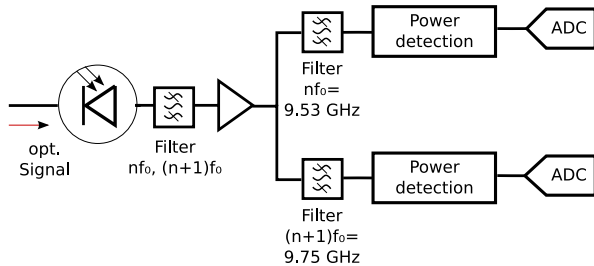 opt.
Signal
Filter
nf₀, (n+1)f₀
Filter
nf₀=
9.53 GHz
Power
detection
ADC
Filter
(n+1)f₀=
9.75 GHz
Power
detection
ADC